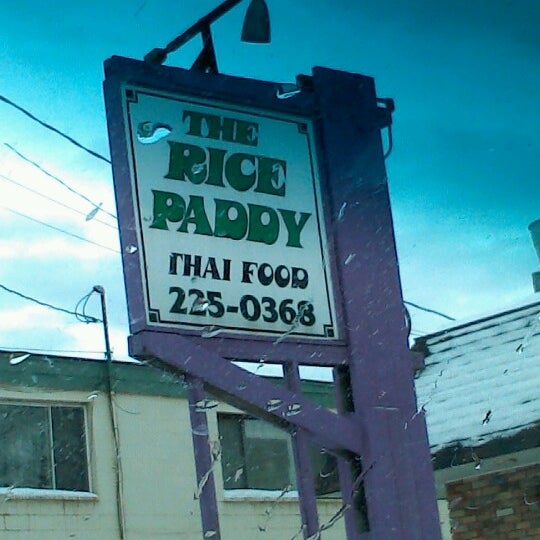 THE
RICE
PADDY
THAI FOOD
225-0368